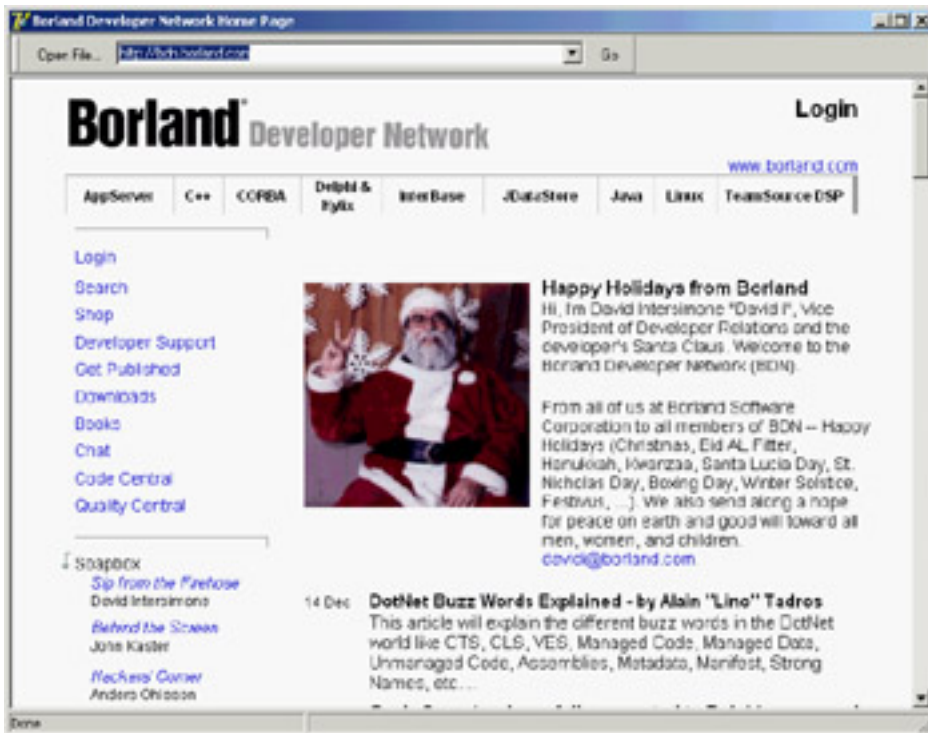 Borland Developer Network Home Page
Open File... http://bdn.borland.com Go
Borland® Developer Network
Login
www.borland.com
AppServer C++ CORBA Delphi & Kylix InterBase JDataStore Java Linux TeamSource DSP
Login
Search
Shop
Developer Support
Get Published
Downloads
Books
Chat
Code Central
Quality Central
Soapbox
Sip from the Firehose
David Intersimone
Behind the Screen
John Kaster
Hackers' Corner
Anders Ohlsson
Happy Holidays from Borland
Hi, I'm David Intersimone "David I", Vice
President of Developer Relations and the
developer's Santa Claus. Welcome to the
Borland Developer Network (BDN).
From all of us at Borland Software
Corporation to all members of BDN -- Happy
Holidays (Christmas, Eid AL Fitter,
Hanukkah, Kwanzaa, Santa Lucia Day, St.
Nicholas Day, Boxing Day, Winter Solstice,
Festivus, ...). We also send along a hope
for peace on earth and good will toward all
men, women, and children.
davidi@borland.com
14 Dec DotNet Buzz Words Explained - by Alain "Lino" Tadros
This article will explain the different buzz words in the DotNet
world like CTS, CLS, VES, Managed Code, Managed Data,
Unmanaged Code, Assemblies, Metadata, Manifest, Strong
Names, etc....
Done